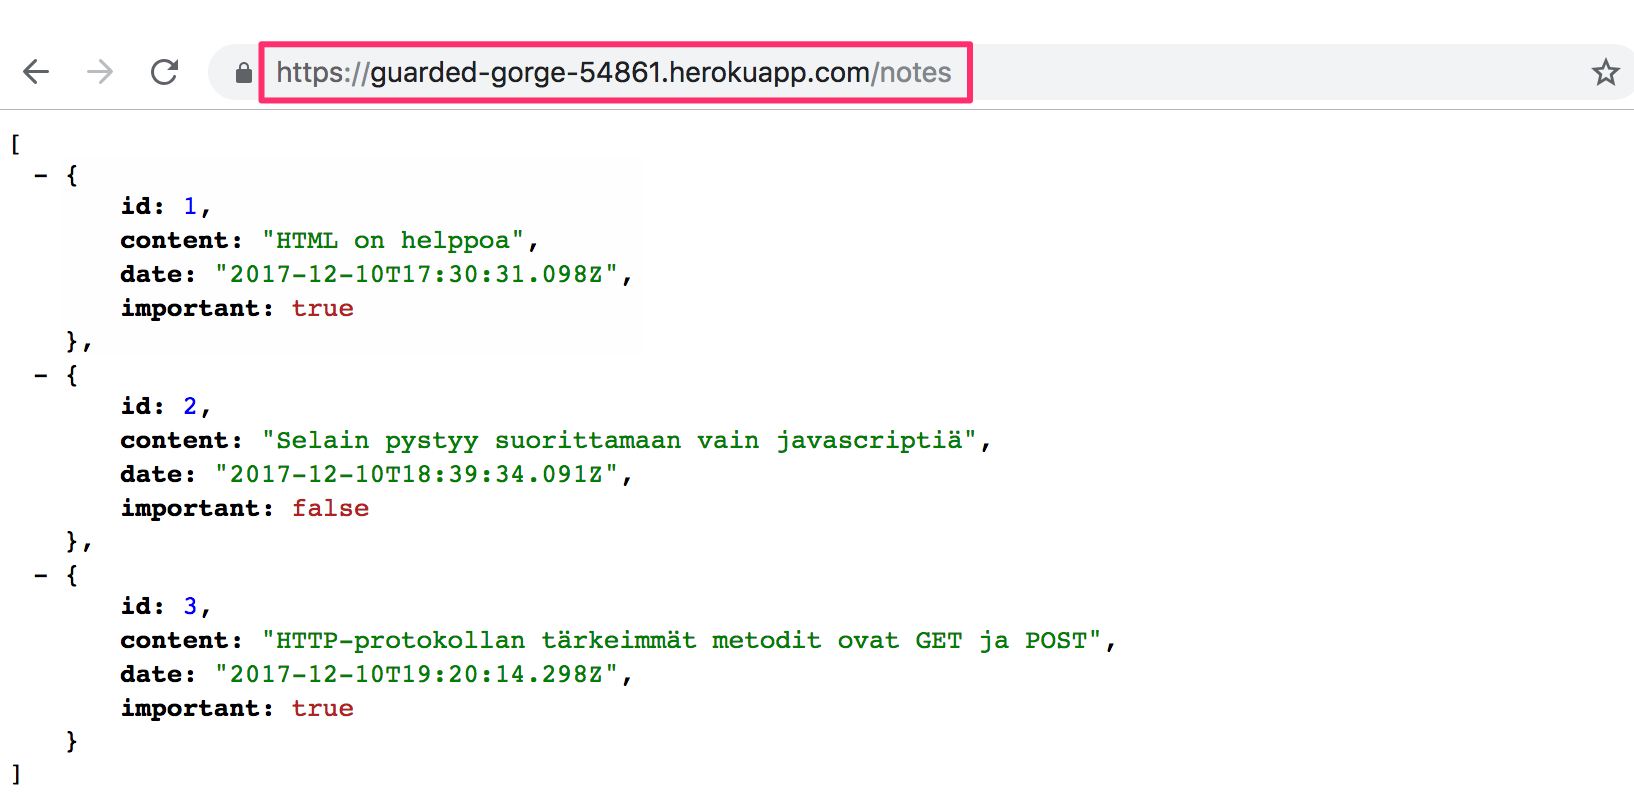 https://guarded-gorge-54861.herokuapp.com/notes
[
- {
id: 1,
content: "HTML on helppoa",
date: "2017-12-10T17:30:31.098Z",
important: true
},
- {
id: 2,
content: "Selain pystyy suorittamaan vain javascriptiä",
date: "2017-12-10T18:39:34.091Z",
important: false
},
- {
id: 3,
content: "HTTP-protokollan tärkeimmät metodit ovat GET ja POST",
date: "2017-12-10T19:20:14.298Z",
important: true
}
]